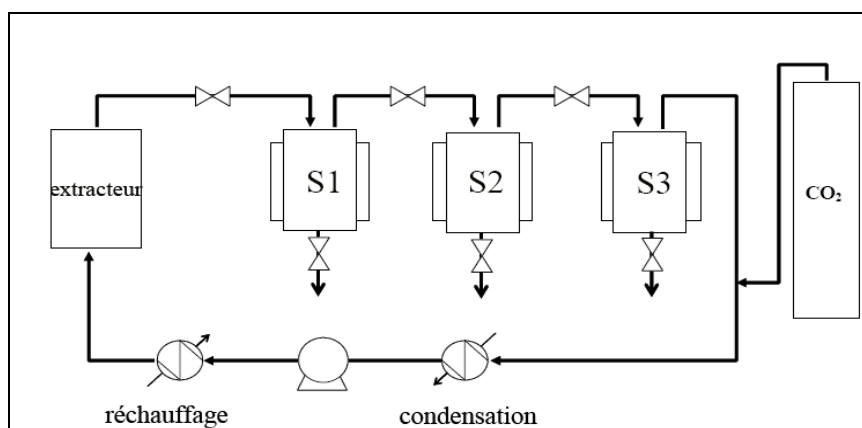 extracteur
S1
S2
S3
CO₂
réchauffage
condensation